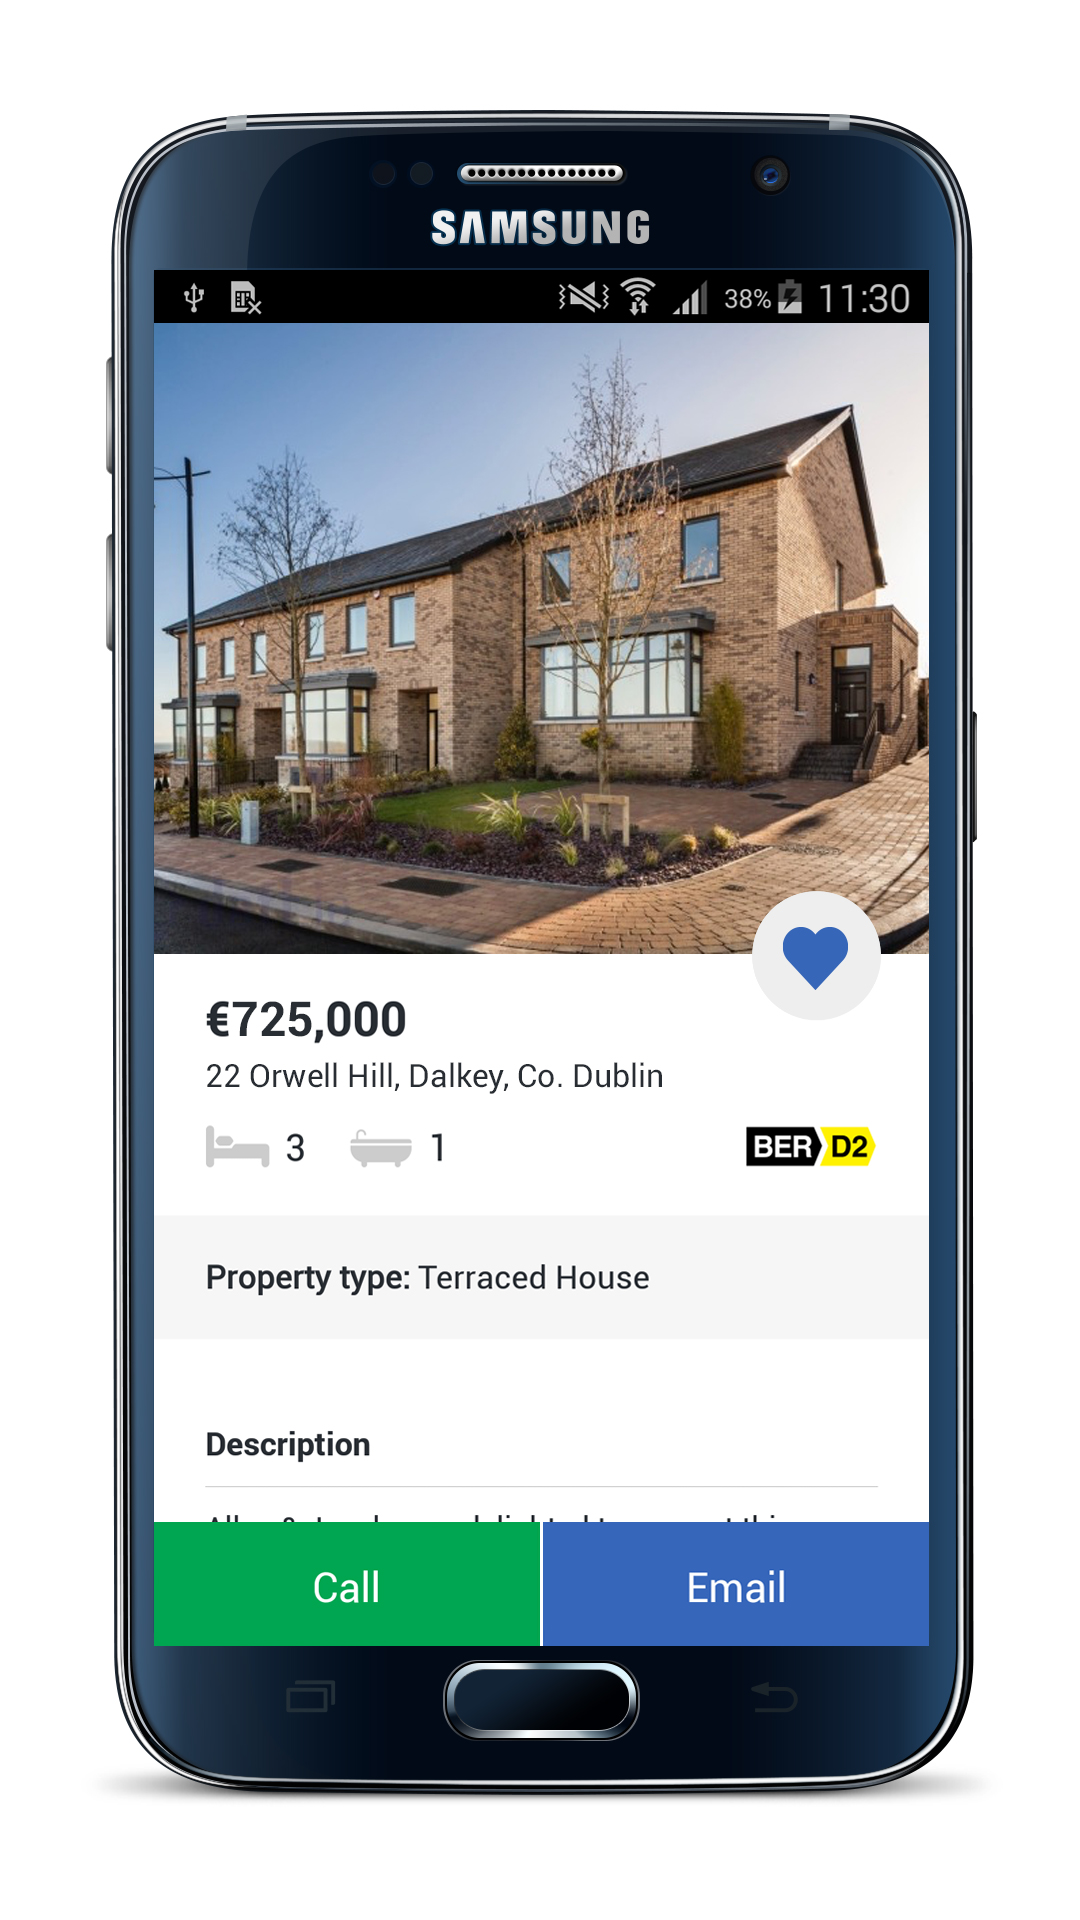 SAMSUNG
38% 11:30
€725,000
22 Orwell Hill, Dalkey, Co. Dublin
3 1 BER D2
Property type: Terraced House
Description
Call Email